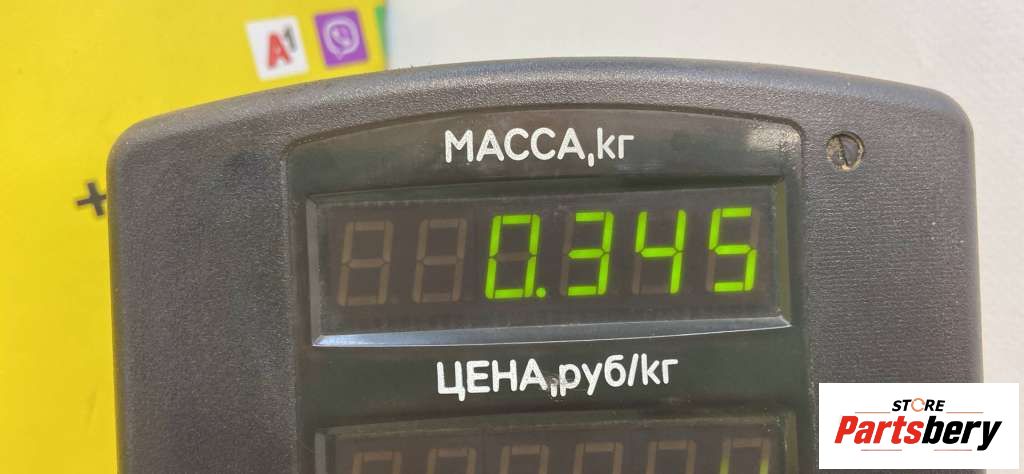 A1
МАССА,кг
0.345
ЦЕНА,руб/кг
STORE
Partsbery